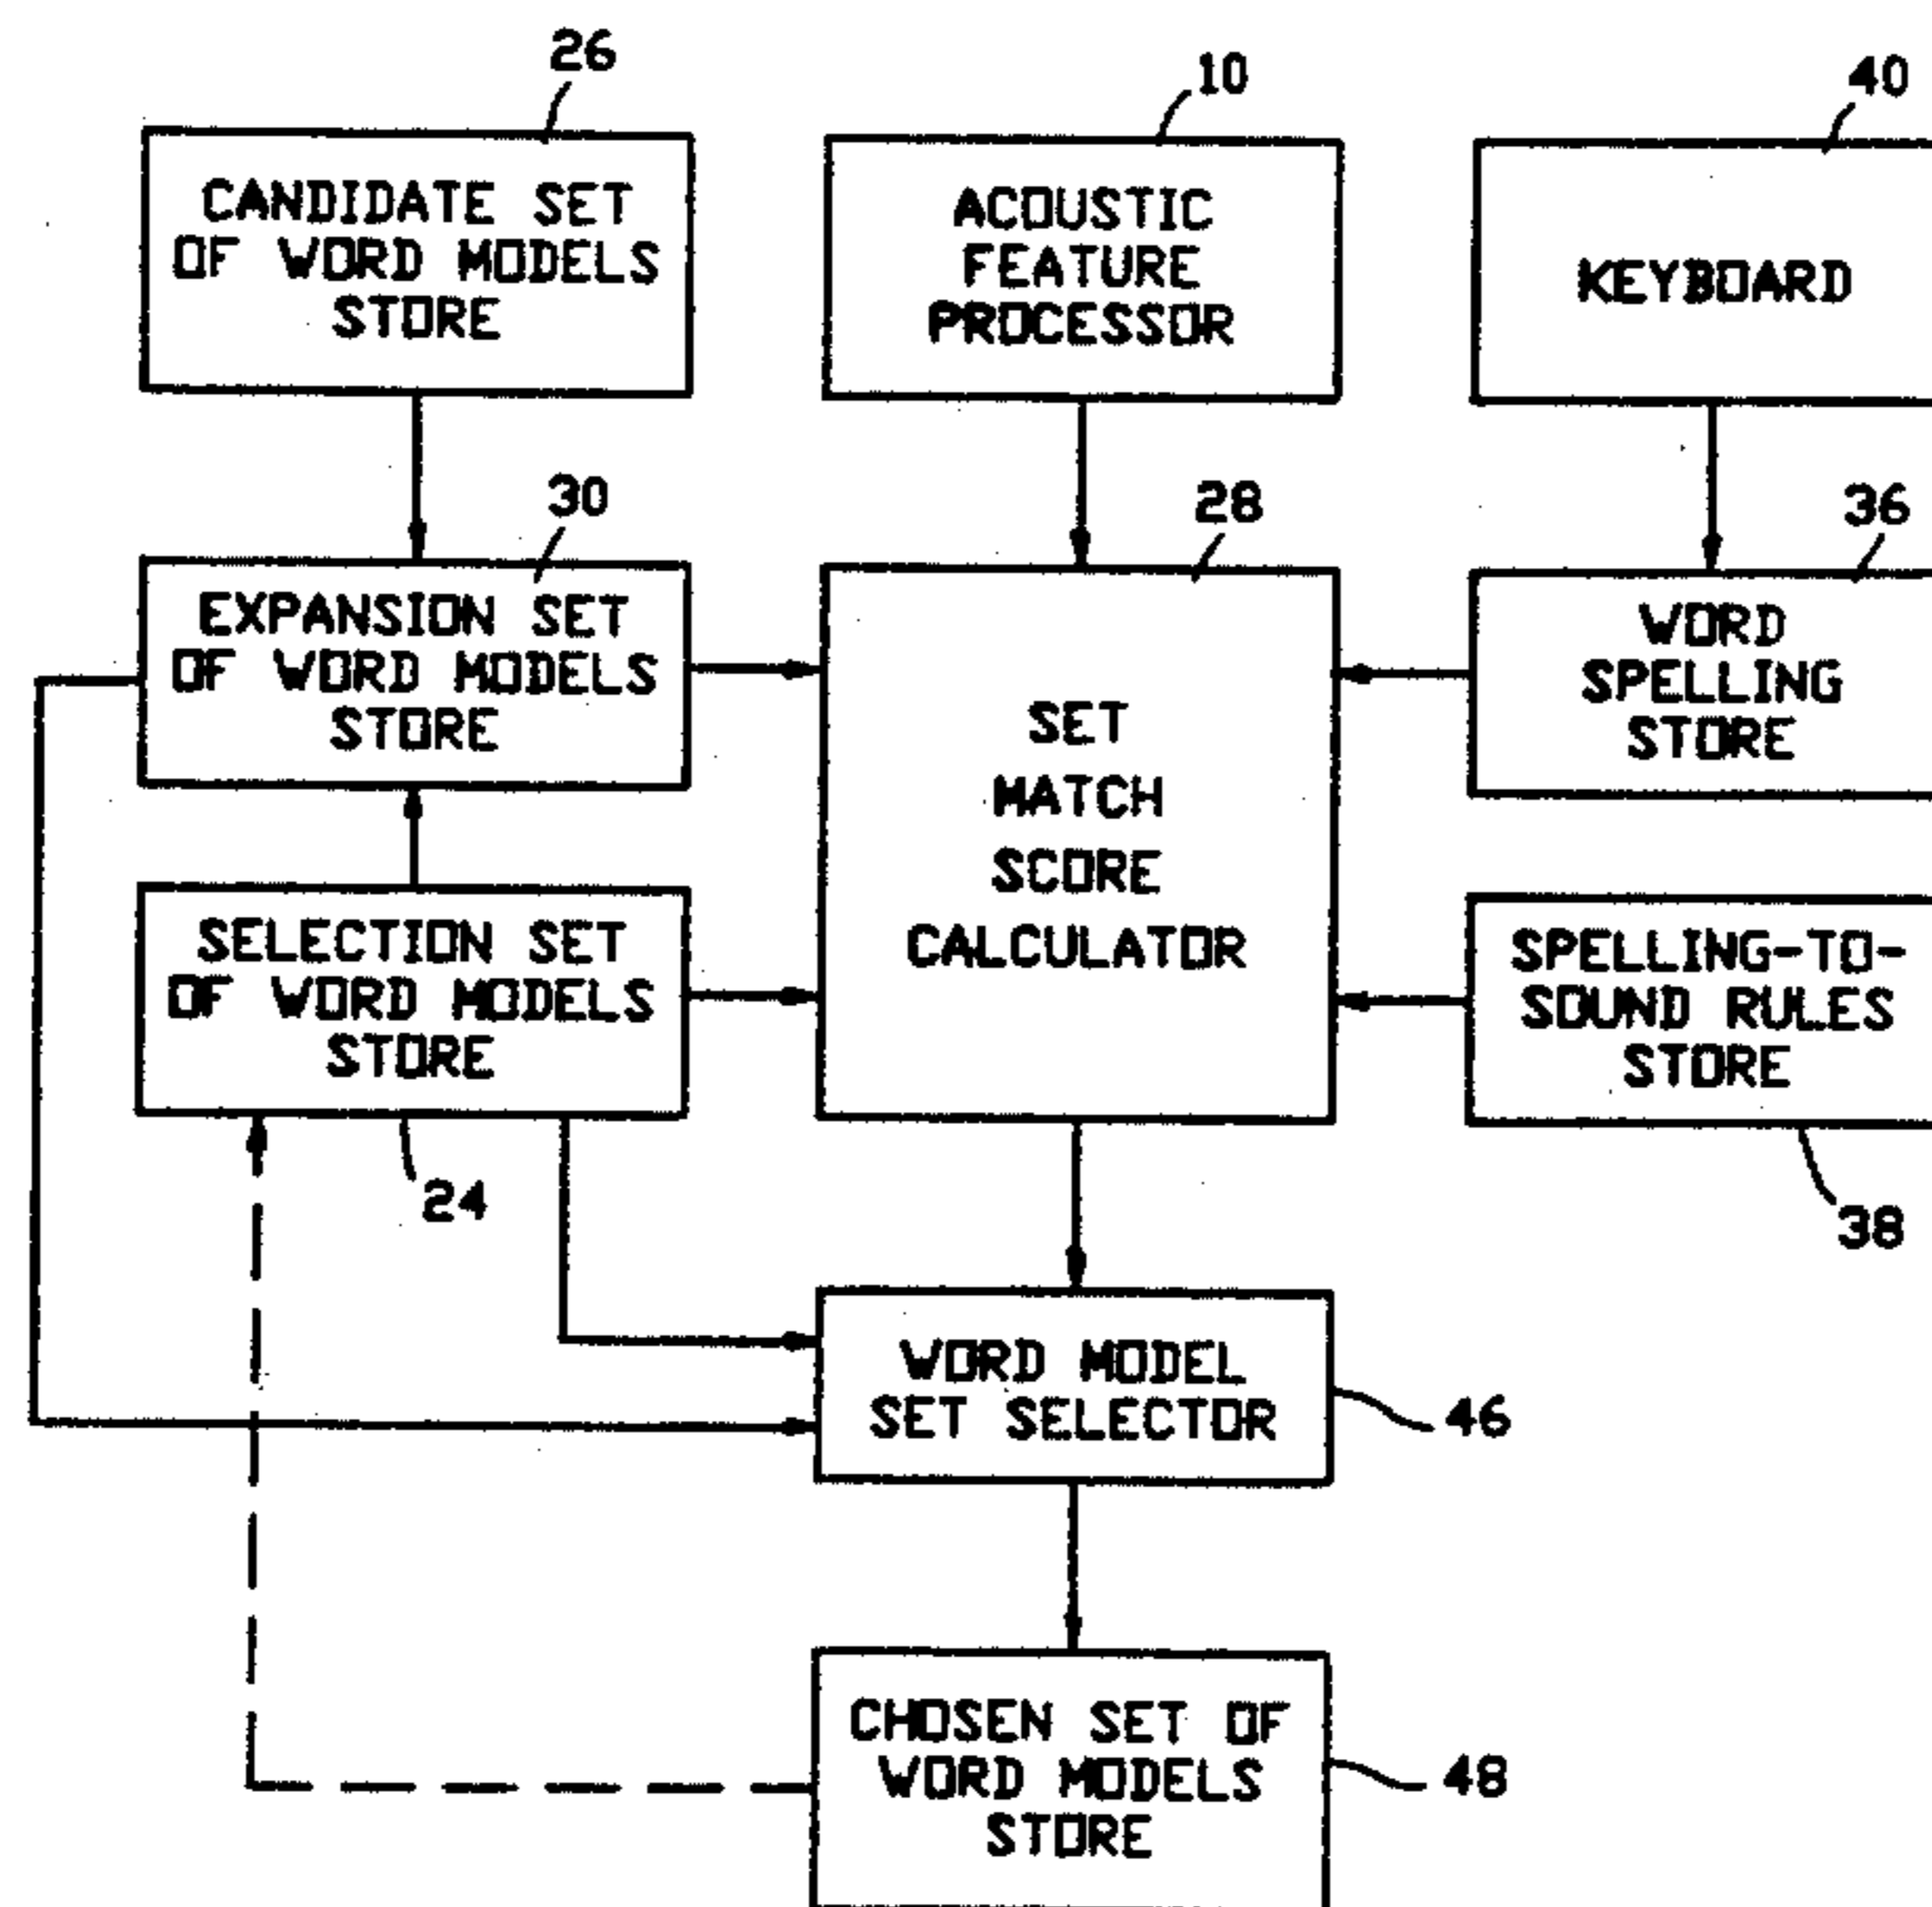 26
CANDIDATE SET
OF WORD MODELS
STORE
10
ACOUSTIC
FEATURE
PROCESSOR
40
KEYBOARD
30
EXPANSION SET
OF WORD MODELS
STORE
28
SET
MATCH
SCORE
CALCULATOR
36
WORD
SPELLING
STORE
SELECTION SET
OF WORD MODELS
STORE
24
SPELLING-TO-
SOUND RULES
STORE
38
WORD MODEL
SET SELECTOR
46
CHOSEN SET OF
WORD MODELS
STORE
48